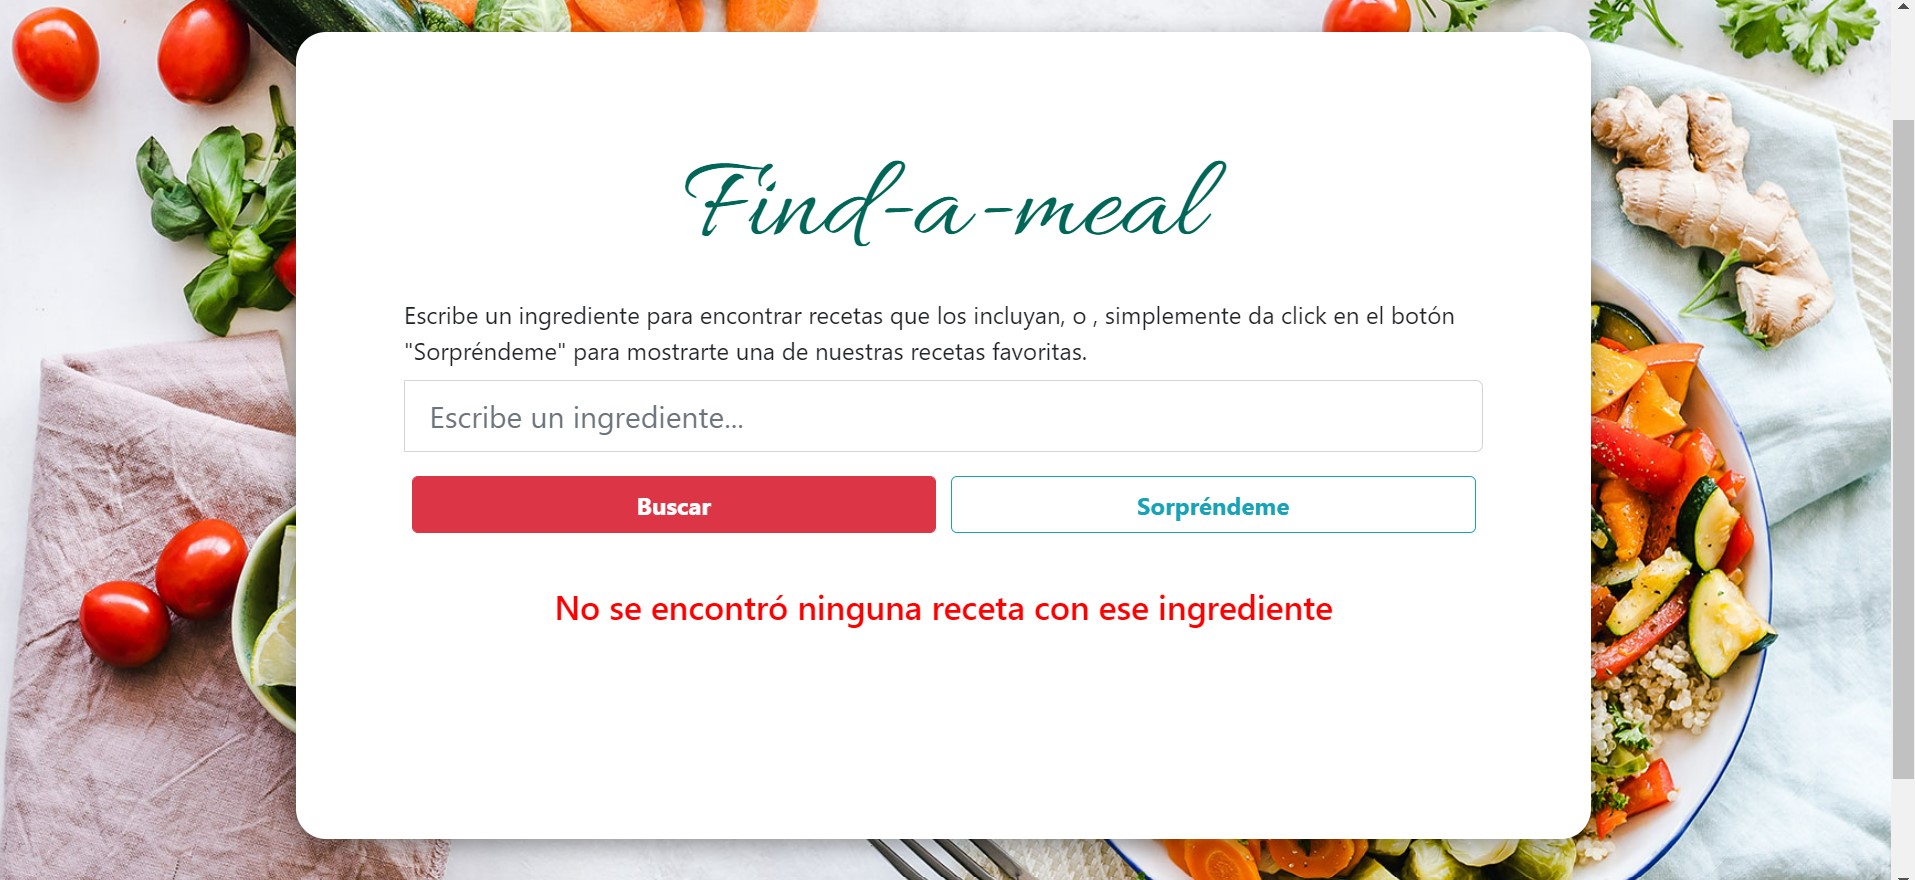 Find-a-meal
Escribe un ingrediente para encontrar recetas que los incluyan, o , simplemente da click en el botón
"Sorpréndeme" para mostrarte una de nuestras recetas favoritas.
Escribe un ingrediente...
Buscar
Sorpréndeme
No se encontró ninguna receta con ese ingrediente